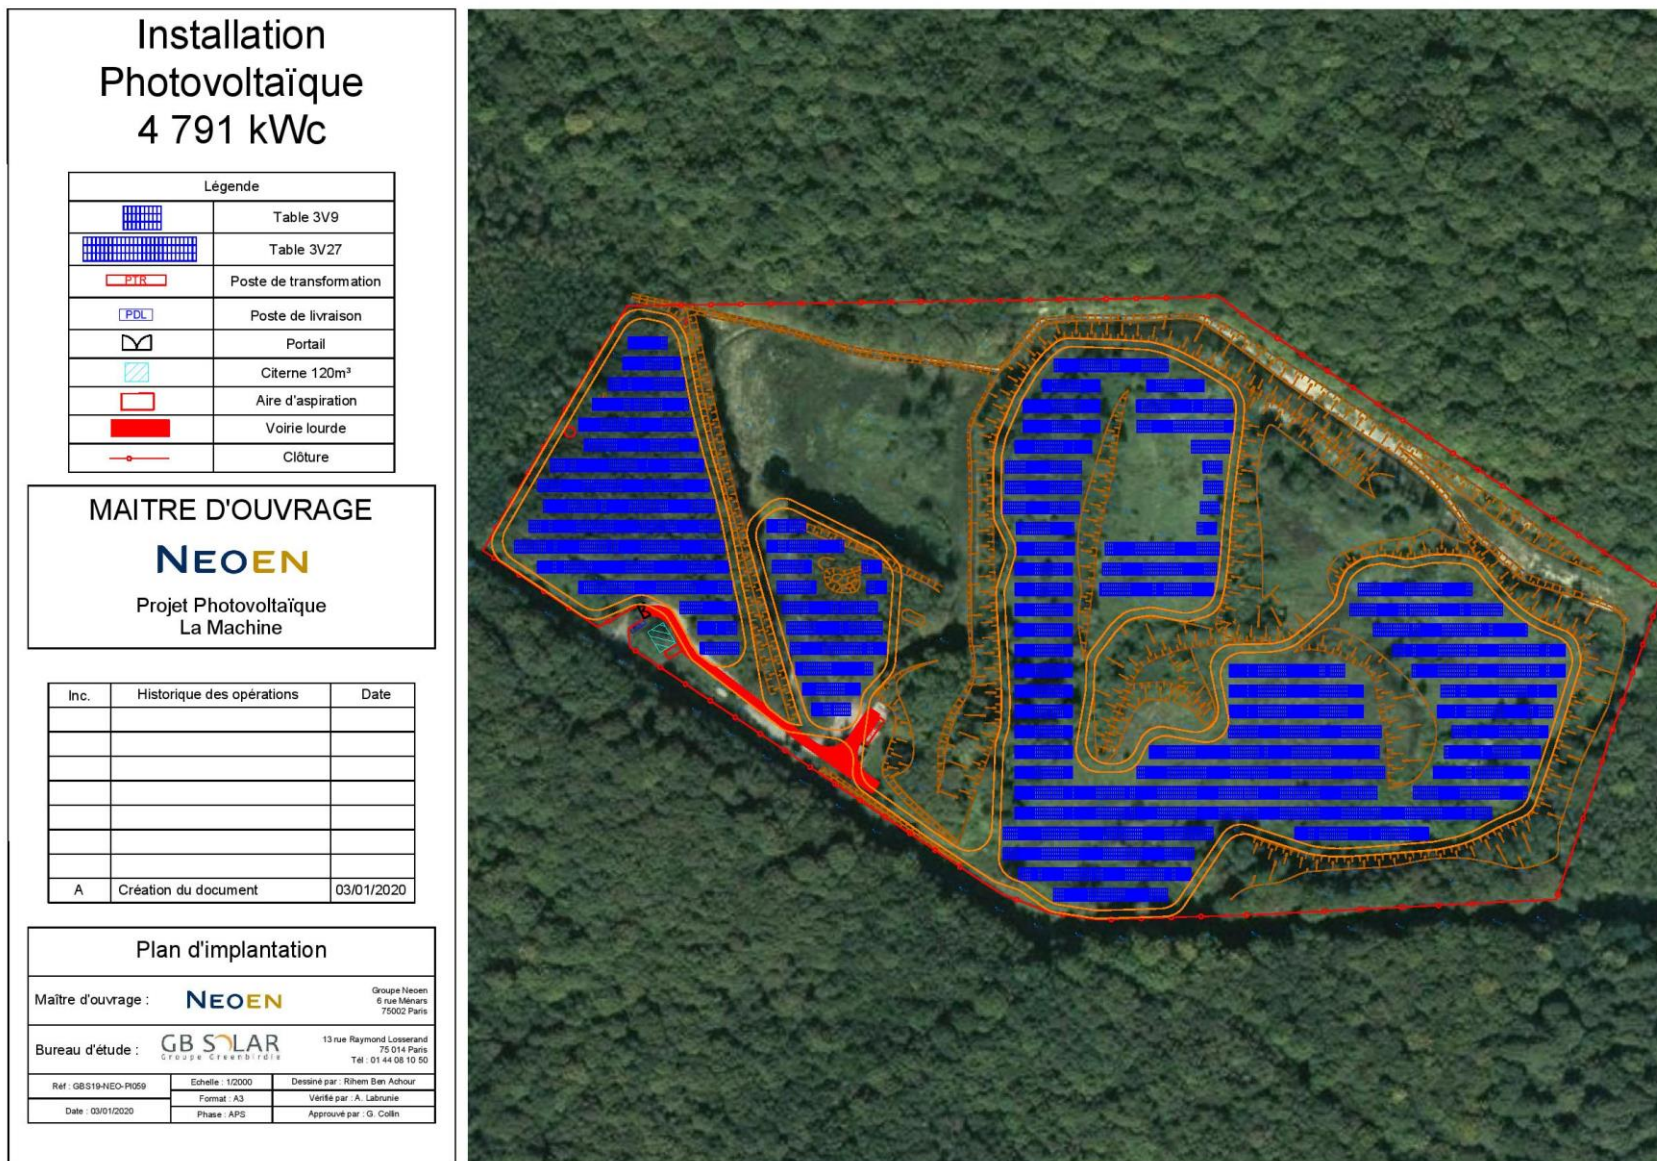 Installation
Photovoltaïque
4 791 kWc
Légende
Table 3V9
Table 3V27
PTR Poste de transformation
PDL Poste de livraison
Portail
Citerne 120m³
Aire d'aspiration
Voirie lourde
Clôture
MAITRE D'OUVRAGE
NEOEN
Projet Photovoltaïque
La Machine
Inc. Historique des opérations Date
A Création du document 03/01/2020
Plan d'implantation
Maître d'ouvrage : NEOEN
Groupe Neoen
6 rue Ménars
75002 Paris
Bureau d'étude : GB SOLAR
Groupe Greenbirdie
13 rue Raymond Losserand
75 014 Paris
Tél : 01 44 08 10 50
Réf : GBS19-NEO-PI059
Date : 03/01/2020
Echelle : 1/2000
Format : A3
Phase : APS
Dessiné par : Rihem Ben Achour
Vérifié par : A. Labrunie
Approuvé par : G. Collin